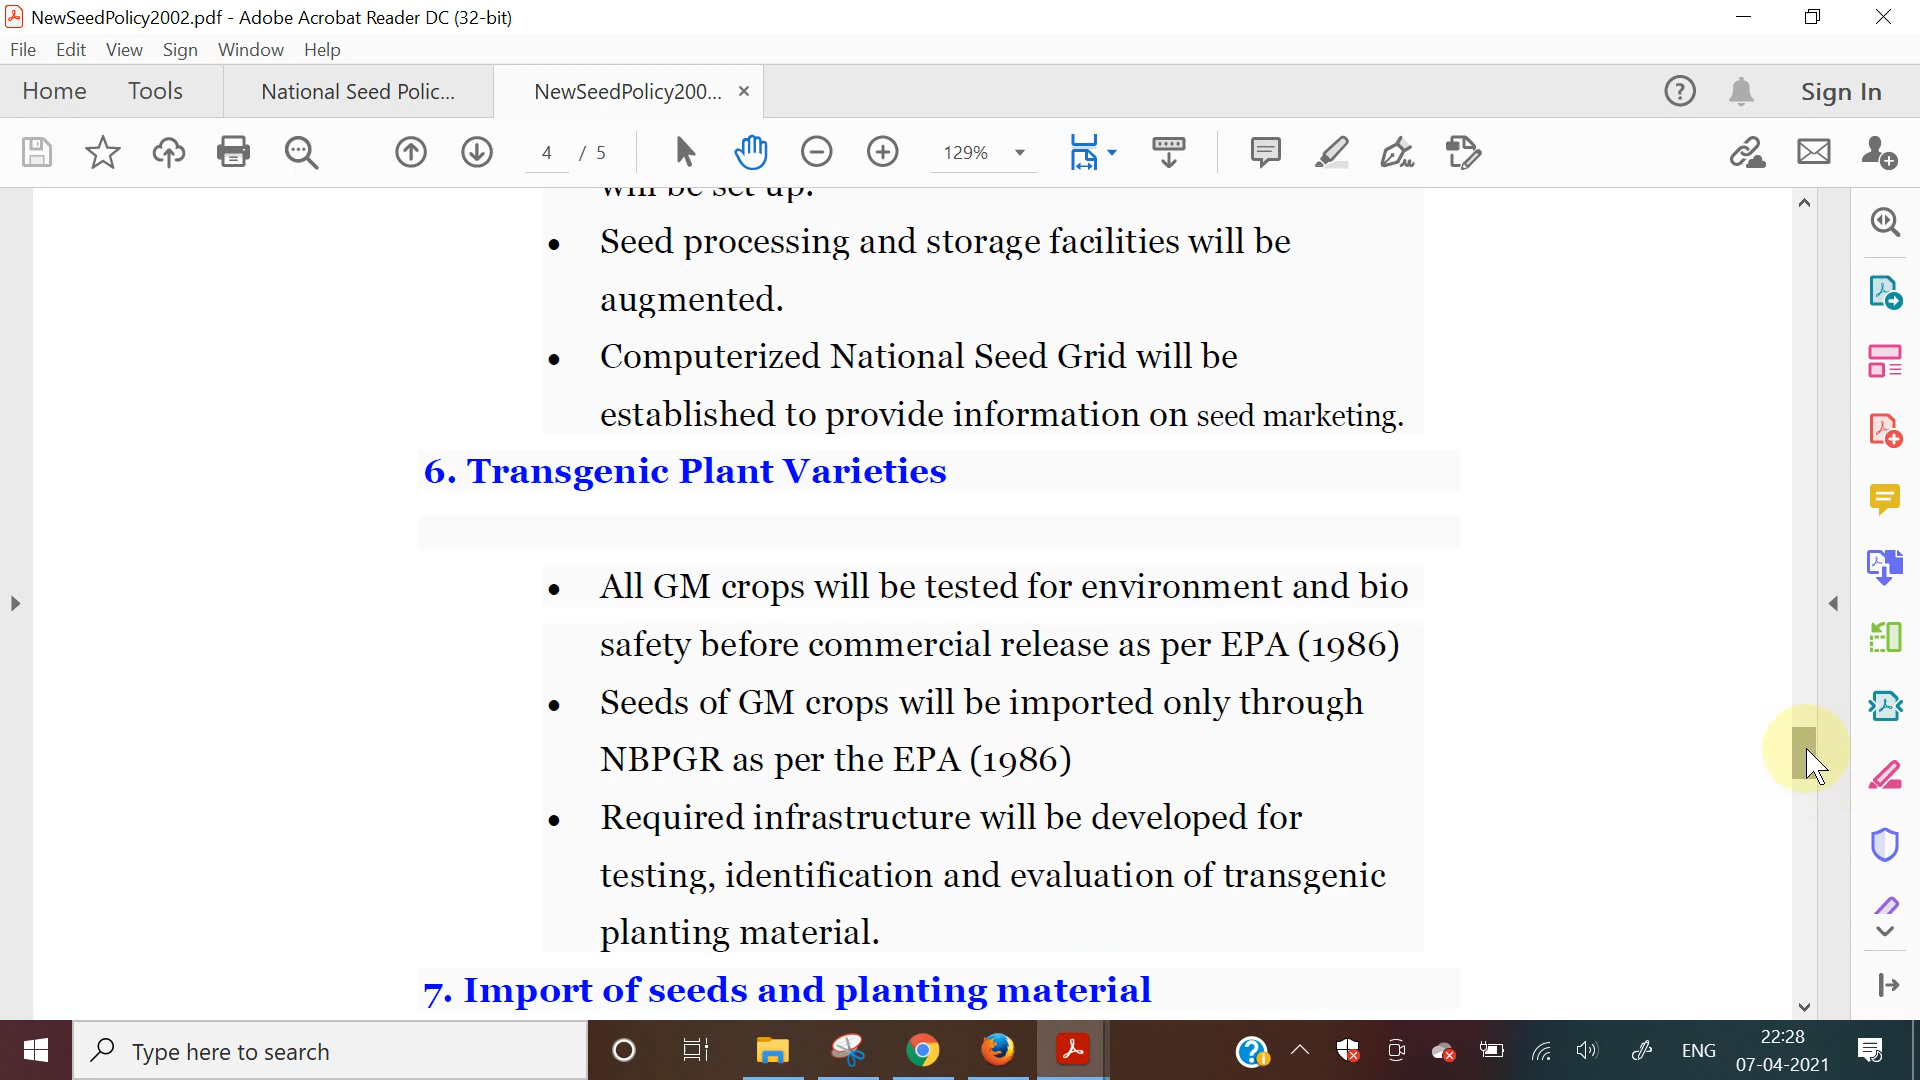 NewSeedPolicy2002.pdf - Adobe Acrobat Reader DC (32-bit)
File Edit View Sign Window Help
Home Tools National Seed Polic... NewSeedPolicy200... × Sign In
4 / 5 129%
will be set up.
• Seed processing and storage facilities will be
augmented.
• Computerized National Seed Grid will be
established to provide information on seed marketing.
6. Transgenic Plant Varieties
• All GM crops will be tested for environment and bio
safety before commercial release as per EPA (1986)
• Seeds of GM crops will be imported only through
NBPGR as per the EPA (1986)
• Required infrastructure will be developed for
testing, identification and evaluation of transgenic
planting material.
7. Import of seeds and planting material
Type here to search
ENG
22:28
07-04-2021